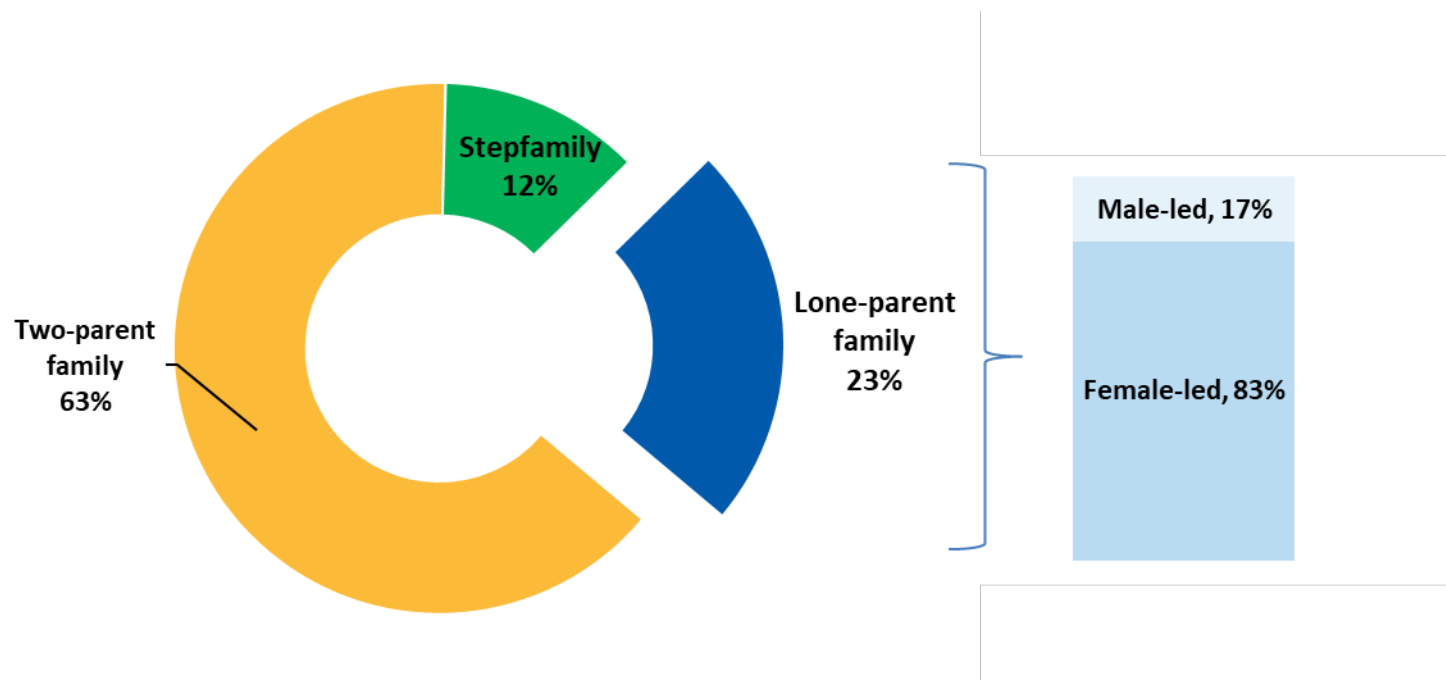 Stepfamily
12%
Two-parent
family
63%
Lone-parent
family
23%
Male-led, 17%
Female-led, 83%